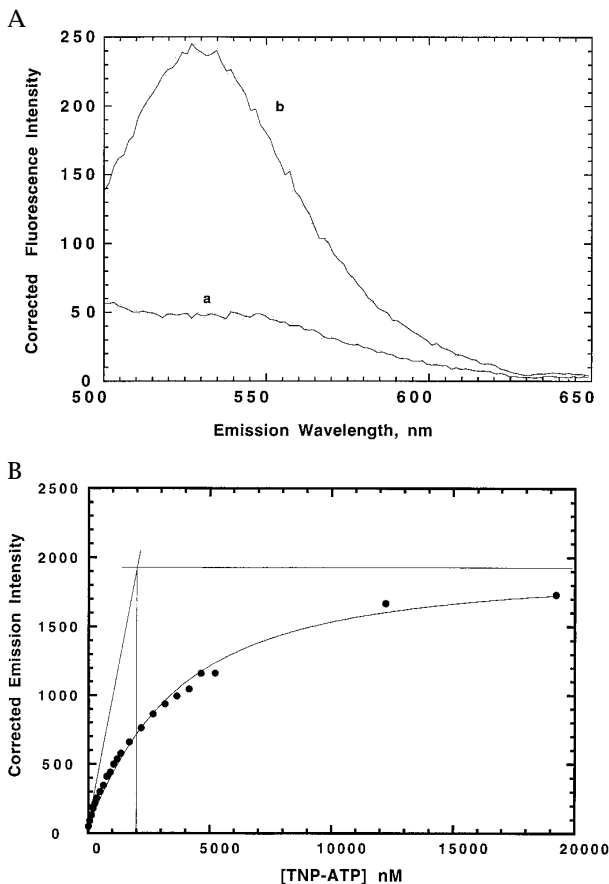 A
250
200
150
100
50
0
Corrected Fluorescence Intensity
b
a
500 550 600 650
Emission Wavelength, nm
B
2500
2000
1500
1000
500
0
Corrected Emission Intensity
0 5000 10000 15000 20000
[TNP-ATP] nM